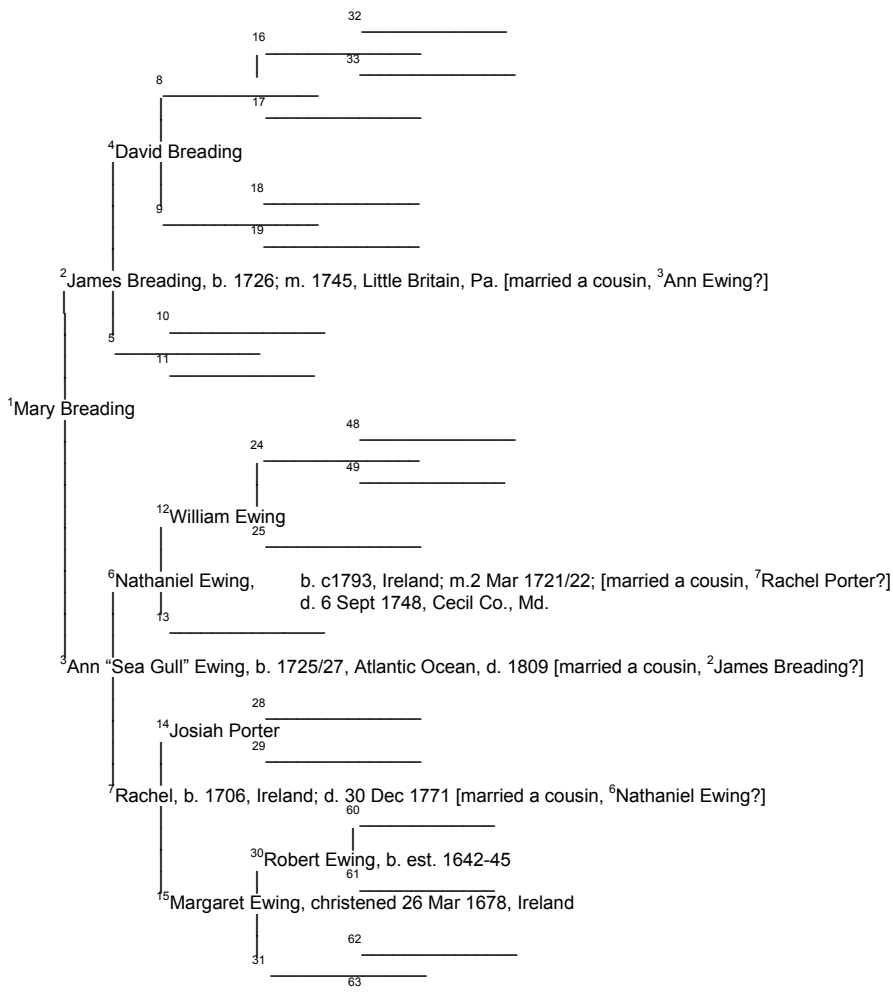 32
16
33
8
17
4David Breading
18
9
19
2James Breading, b. 1726; m. 1745, Little Britain, Pa. [married a cousin, 3Ann Ewing?]
10
5
11
1Mary Breading
48
24
49
12William Ewing
25
6Nathaniel Ewing, b. c1793, Ireland; m.2 Mar 1721/22; [married a cousin, 7Rachel Porter?]
d. 6 Sept 1748, Cecil Co., Md.
13
3Ann “Sea Gull” Ewing, b. 1725/27, Atlantic Ocean, d. 1809 [married a cousin, 2James Breading?]
28
14Josiah Porter
29
7Rachel, b. 1706, Ireland; d. 30 Dec 1771 [married a cousin, 6Nathaniel Ewing?]
60
30Robert Ewing, b. est. 1642-45
61
15Margaret Ewing, christened 26 Mar 1678, Ireland
62
31
63